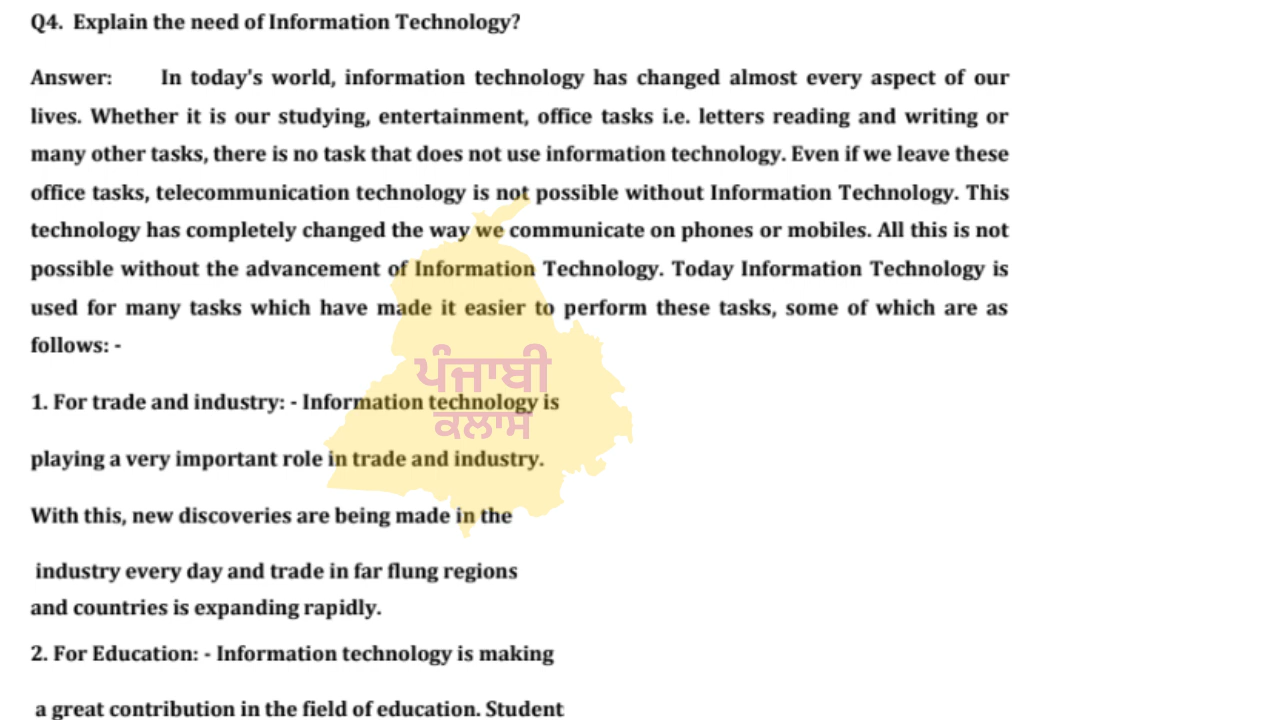 Q4. Explain the need of Information Technology?
Answer: In today's world, information technology has changed almost every aspect of our
lives. Whether it is our studying, entertainment, office tasks i.e. letters reading and writing or
many other tasks, there is no task that does not use information technology. Even if we leave these
office tasks, telecommunication technology is not possible without Information Technology. This
technology has completely changed the way we communicate on phones or mobiles. All this is not
possible without the advancement of Information Technology. Today Information Technology is
used for many tasks which have made it easier to perform these tasks, some of which are as
follows: -
ਪੰਜਾਬੀ
1. For trade and industry: - Information technology is
ਕਲਾਸ
playing a very important role in trade and industry.
With this, new discoveries are being made in the
industry every day and trade in far flung regions
and countries is expanding rapidly.
2. For Education: - Information technology is making
a great contribution in the field of education. Student